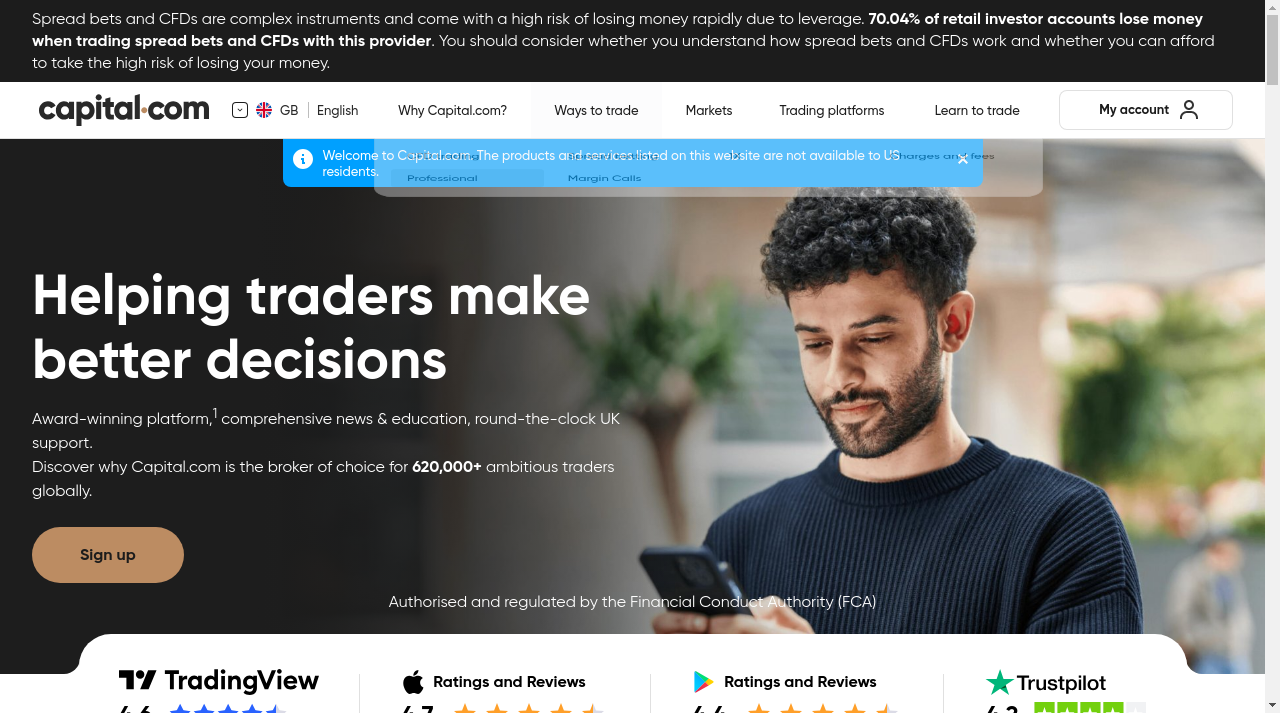 Spread bets and CFDs are complex instruments and come with a high risk of losing money rapidly due to leverage. 70.04% of retail investor accounts lose money
when trading spread bets and CFDs with this provider. You should consider whether you understand how spread bets and CFDs work and whether you can afford
to take the high risk of losing your money.
capital.com GB English Why Capital.com? Ways to trade Markets Trading platforms Learn to trade My account
Welcome to Capital.com. The products and services listed on this website are not available to US
residents.
Charges and fees
Professional Margin Calls
Helping traders make
better decisions
Award-winning platform,1 comprehensive news & education, round-the-clock UK
support.
Discover why Capital.com is the broker of choice for 620,000+ ambitious traders
globally.
Sign up
Authorised and regulated by the Financial Conduct Authority (FCA)
TradingView Ratings and Reviews Ratings and Reviews Trustpilot
4.6 4.7 4.4 4.3